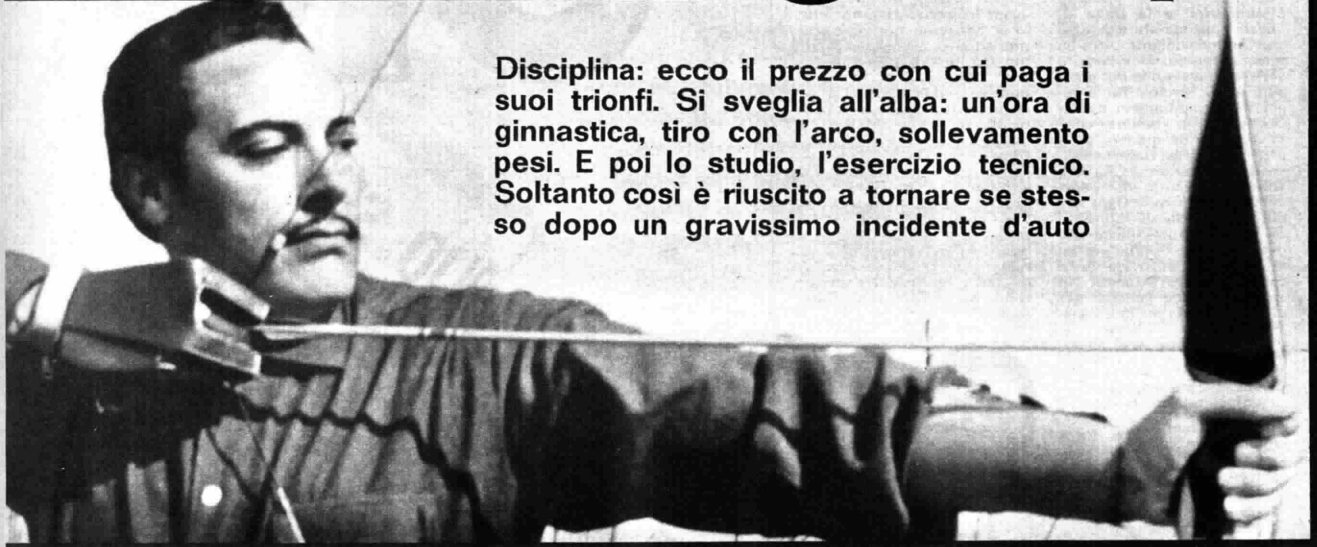 Disciplina: ecco il prezzo con cui paga i
suoi trionfi. Si sveglia all'alba: un'ora di
ginnastica, tiro con l'arco, sollevamento
pesi. E poi lo studio, l'esercizio tecnico.
Soltanto così è riuscito a tornare se stes-
so dopo un gravissimo incidente d'auto